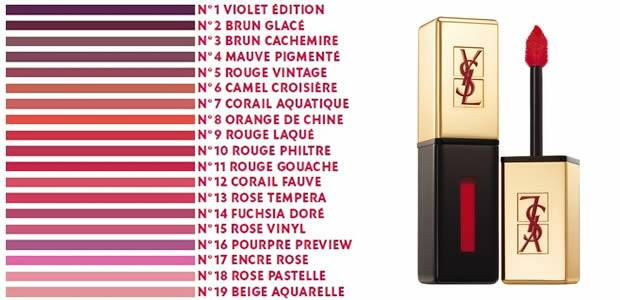 N°1 VIOLET ÉDITION
N°2 BRUN GLACÉ
N°3 BRUN CACHEMIRE
N°4 MAUVE PIGMENTÉ
N°5 ROUGE VINTAGE
N°6 CAMEL CROISIÈRE
N°7 CORAIL AQUATIQUE
N°8 ORANGE DE CHINE
N°9 ROUGE LAQUÉ
N°10 ROUGE PHILTRE
N°11 ROUGE GOUACHE
N°12 CORAIL FAUVE
N°13 ROSE TEMPERA
N°14 FUCHSIA DORÉ
N°15 ROSE VINYL
N°16 POURPRE PREVIEW
N°17 ENCRE ROSE
N°18 ROSE PASTELLE
N°19 BEIGE AQUARELLE
YSL
YSL